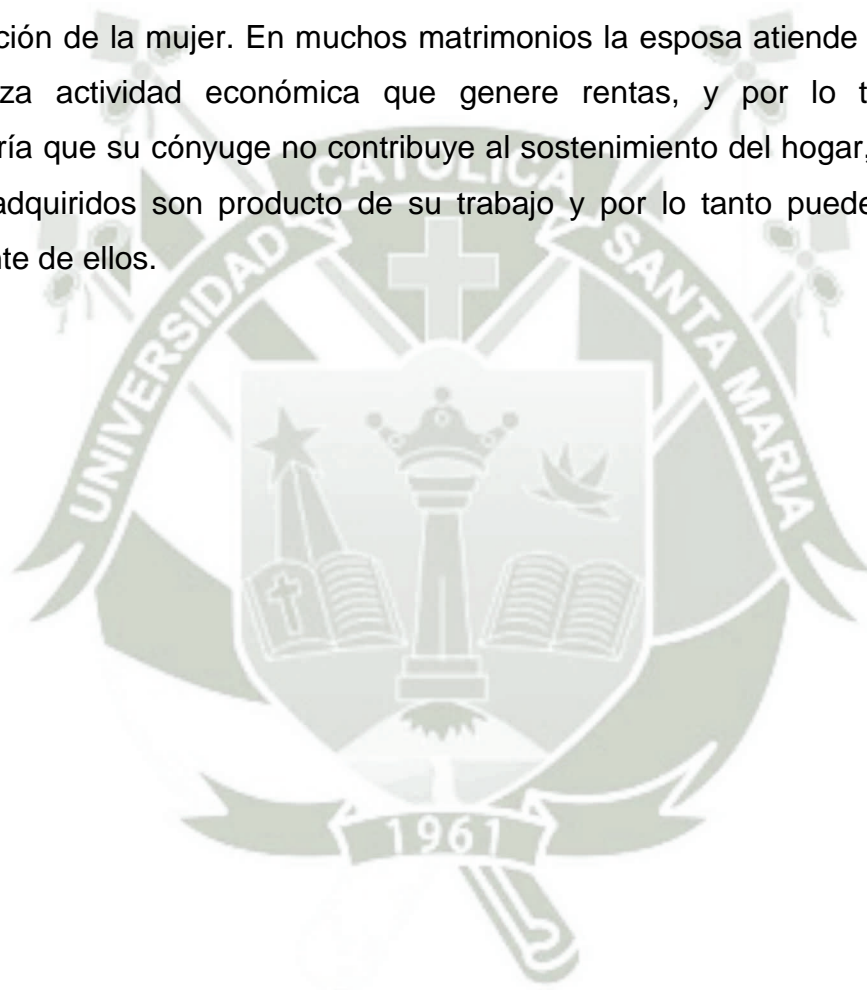 ción de la mujer. En muchos matrimonios la esposa atiende
za actividad económica que genere rentas, y por lo t
ría que su cónyuge no contribuye al sostenimiento del hogar,
adquiridos son producto de su trabajo y por lo tanto puede
nte de ellos.
UNIVERSIDAD CATOLICA SANTA MARIA
1961